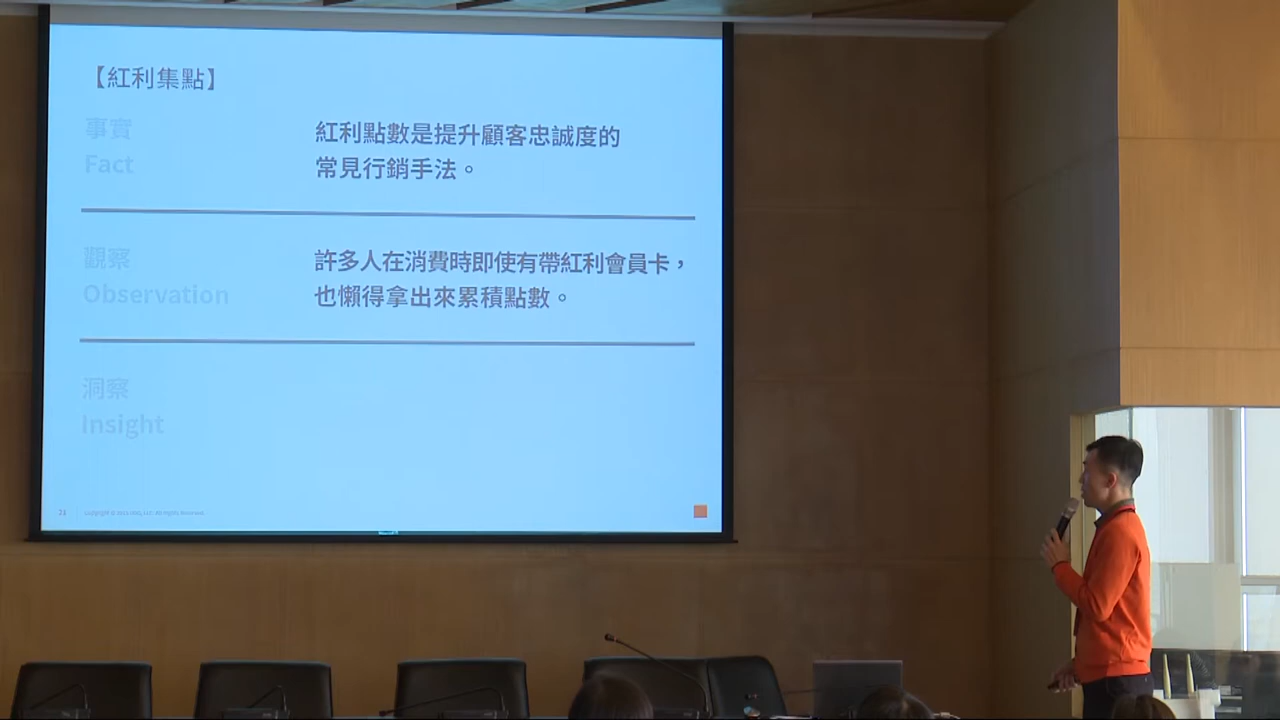 【紅利集點】
事實
Fact
紅利點數是提升顧客忠誠度的
常見行銷手法。
觀察
Observation
許多人在消費時即使有帶紅利會員卡，
也懶得拿出來累積點數。
洞察
Insight